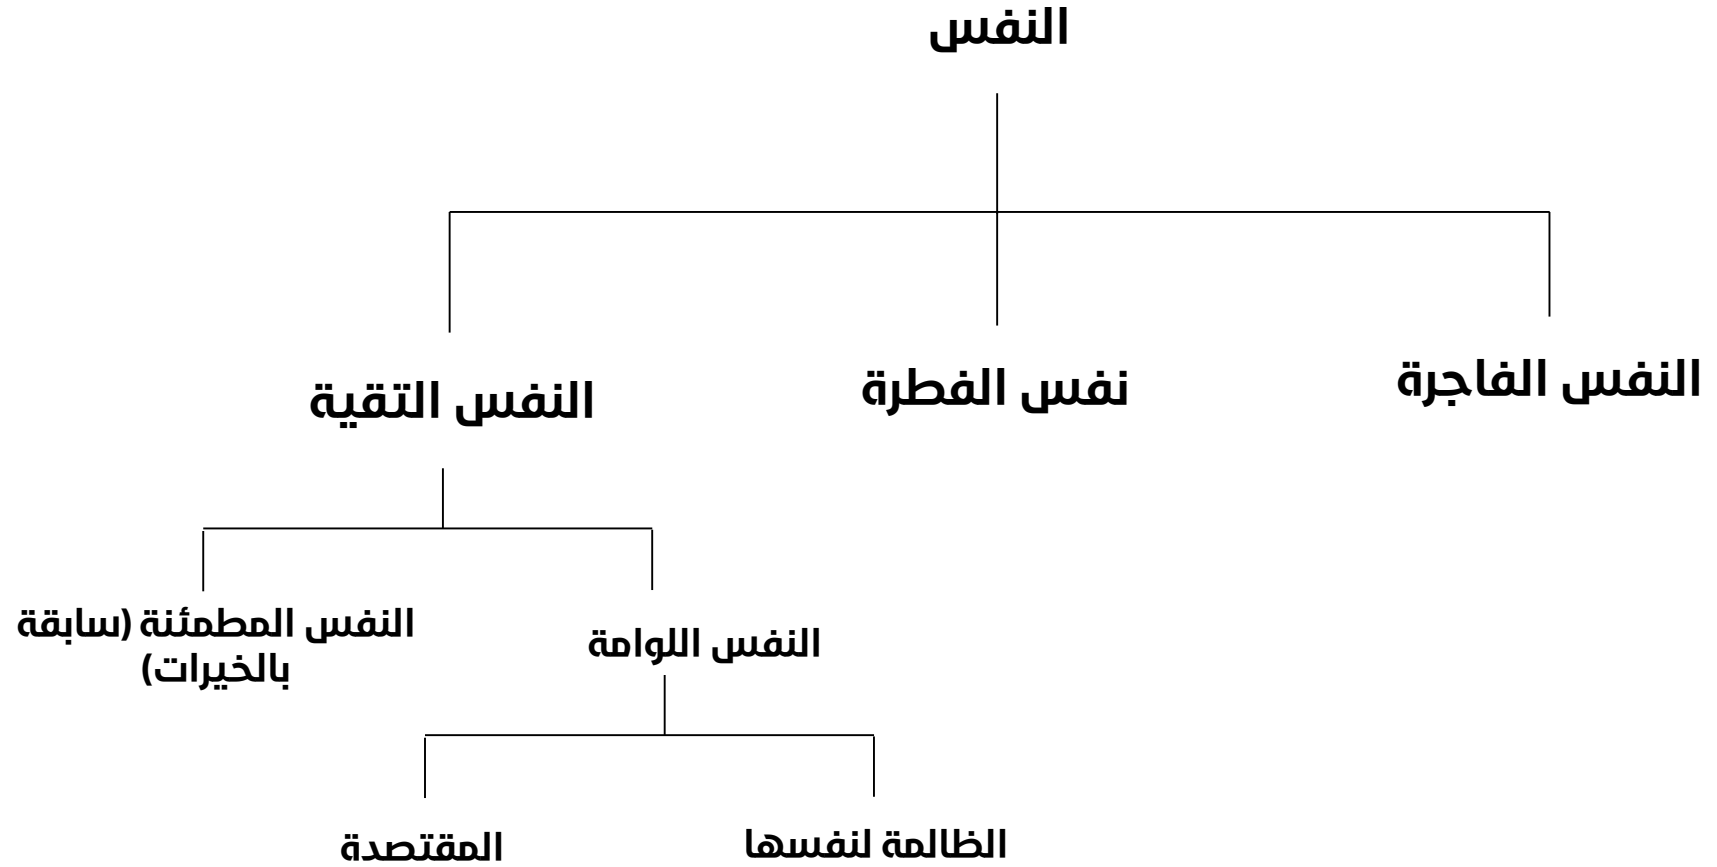 النفس
النفس الفاجرة
نفس الفطرة
النفس التقية
النفس اللوامة
النفس المطمئنة (سابقة
بالخيرات)
الظالمة لنفسها
المقتصدة